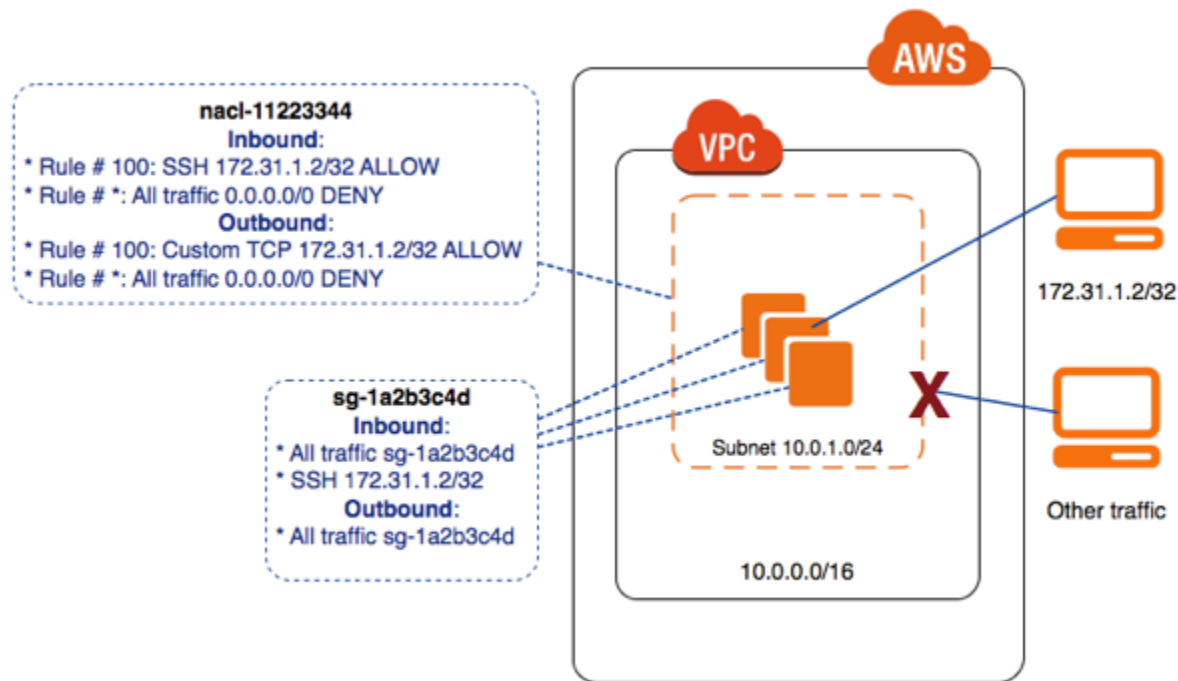 AWS
nacl-11223344
Inbound:
* Rule # 100: SSH 172.31.1.2/32 ALLOW
* Rule # *: All traffic 0.0.0.0/0 DENY
Outbound:
* Rule # 100: Custom TCP 172.31.1.2/32 ALLOW
* Rule # *: All traffic 0.0.0.0/0 DENY
VPC
172.31.1.2/32
sg-1a2b3c4d
Inbound:
* All traffic sg-1a2b3c4d
* SSH 172.31.1.2/32
Outbound:
* All traffic sg-1a2b3c4d
X
Subnet 10.0.1.0/24
Other traffic
10.0.0.0/16